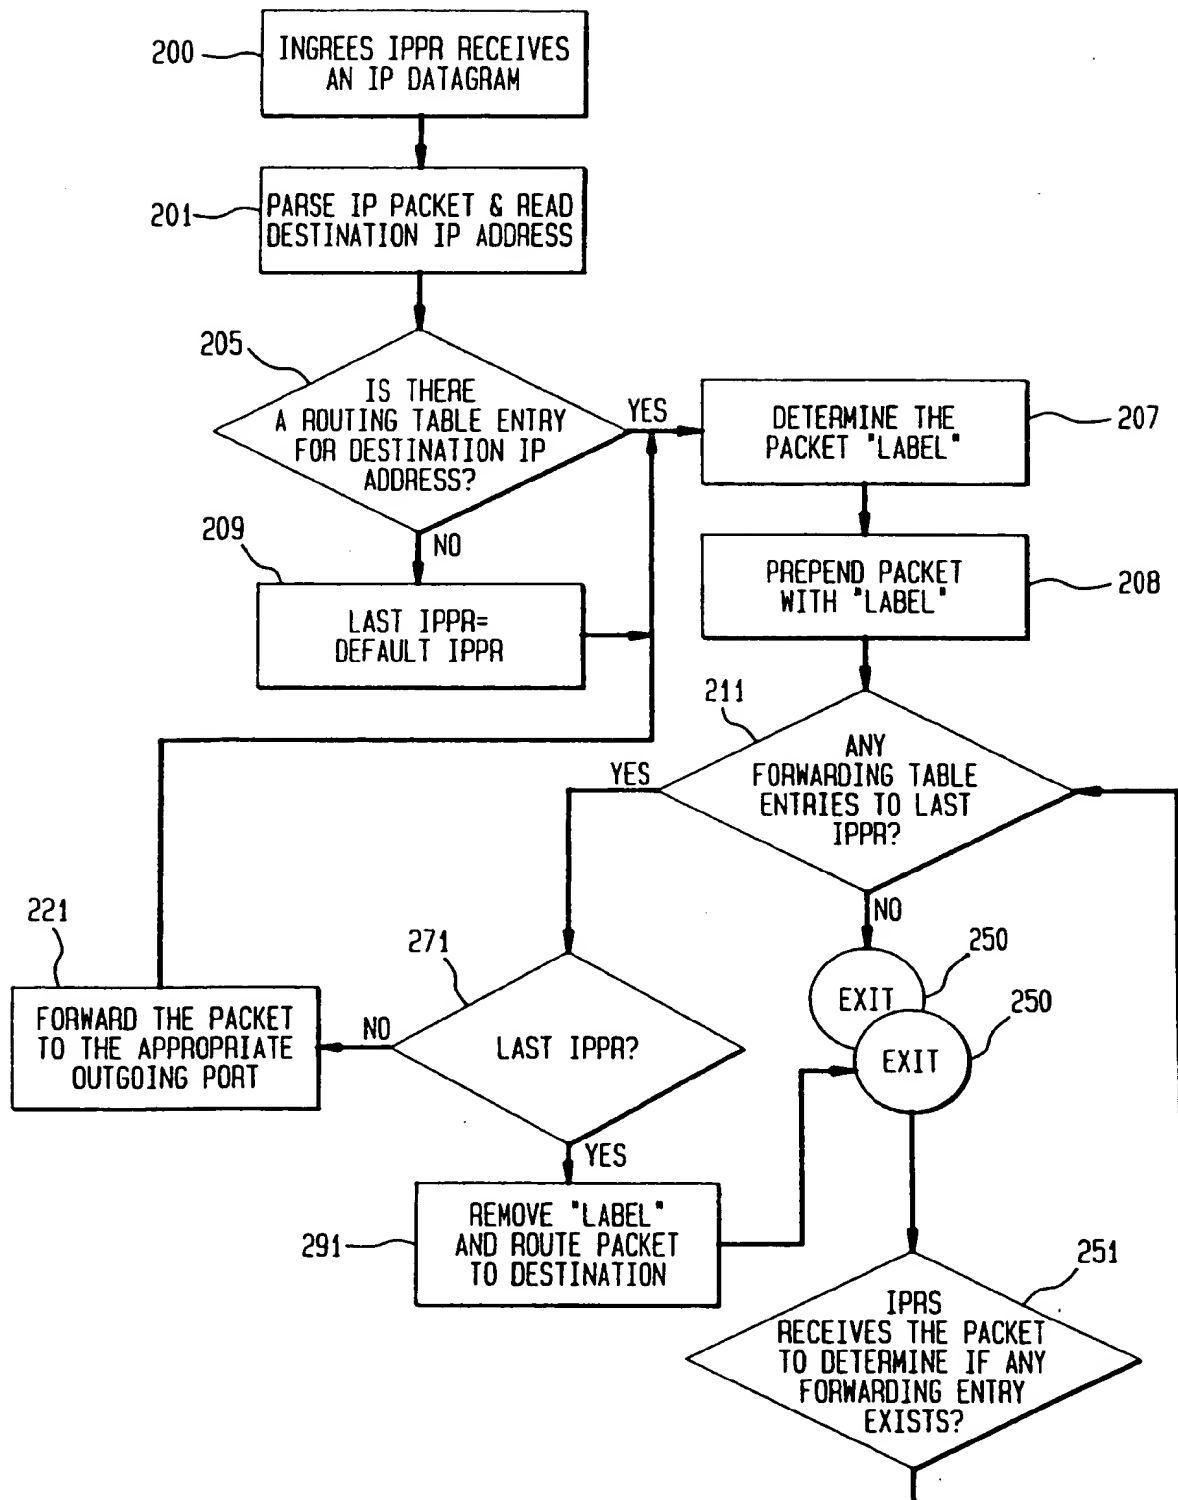 200
INGREES IPPR RECEIVES
AN IP DATAGRAM
201
PARSE IP PACKET & READ
DESTINATION IP ADDRESS
205
IS THERE
A ROUTING TABLE ENTRY
FOR DESTINATION IP
ADDRESS?
YES
NO
DETERMINE THE
PACKET "LABEL"
207
209
LAST IPPR=
DEFAULT IPPR
PREPEND PACKET
WITH "LABEL"
208
211
ANY
FORWARDING TABLE
ENTRIES TO LAST
IPPR?
YES
NO
221
FORWARD THE PACKET
TO THE APPROPRIATE
OUTGOING PORT
271
LAST IPPR?
NO
YES
250
EXIT
250
EXIT
291
REMOVE "LABEL"
AND ROUTE PACKET
TO DESTINATION
251
IPRS
RECEIVES THE PACKET
TO DETERMINE IF ANY
FORWARDING ENTRY
EXISTS?